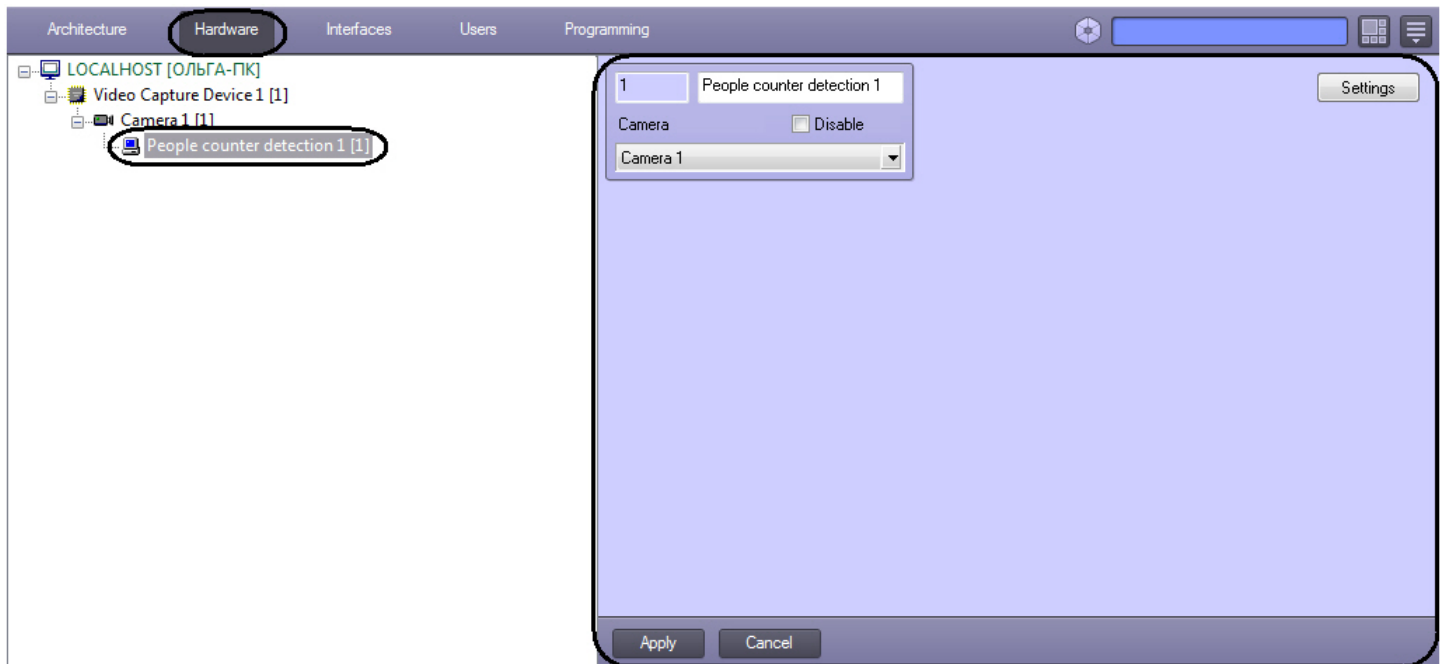 Architecture Hardware Interfaces Users Programming
LOCALHOST [ОЛЬГА-ПК]
Video Capture Device 1 [1]
Camera 1 [1]
People counter detection 1 [1]
1 People counter detection 1 Settings
Camera Disable
Camera 1
Apply Cancel